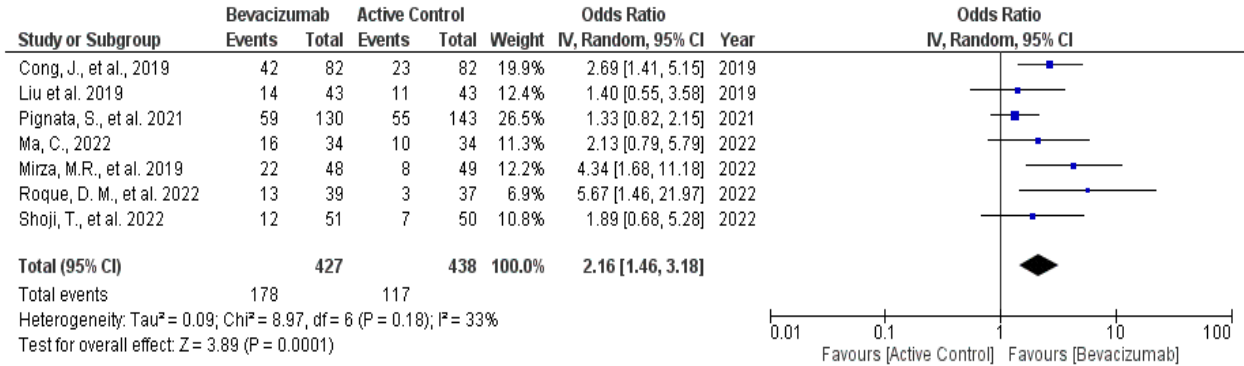 Bevacizumab Active Control Odds Ratio Odds Ratio
Study or Subgroup Events Total Events Total Weight IV, Random, 95% CI Year IV, Random, 95% CI
Cong, J., et al., 2019 42 82 23 82 19.9% 2.69 [1.41, 5.15] 2019
Liu et al. 2019 14 43 11 43 12.4% 1.40 [0.55, 3.58] 2019
Pignata, S., et al. 2021 59 130 55 143 26.5% 1.33 [0.82, 2.15] 2021
Ma, C., 2022 16 34 10 34 11.3% 2.13 [0.79, 5.79] 2022
Mirza, M.R., et al. 2019 22 48 8 49 12.2% 4.34 [1.68, 11.18] 2022
Roque, D. M., et al. 2022 13 39 3 37 6.9% 5.67 [1.46, 21.97] 2022
Shoji, T., et al. 2022 12 51 7 50 10.8% 1.89 [0.68, 5.28] 2022
Total (95% CI) 427 438 100.0% 2.16 [1.46, 3.18]
Total events 178 117
Heterogeneity: Tau² = 0.09; Chi² = 8.97, df = 6 (P = 0.18); I² = 33%
Test for overall effect: Z = 3.89 (P = 0.0001)
0.01 0.1 1 10 100
Favours [Active Control] Favours [Bevacizumab]